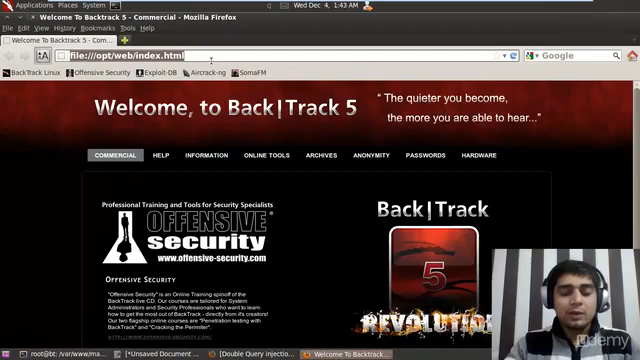 Applications Places System Wed Dec 4, 1:43 AM
Welcome To Backtrack 5 - Commercial - Mozilla Firefox
File Edit View History Bookmarks Tools Help
Welcome To Backtrack 5 - Com...
file:///opt/web/index.html
Google
BackTrack Linux Offensive Security Exploit-DB Aircrack-ng SomaFM
Welcome, to Back|Track 5
“ The quieter you become,
the more you are able to hear...”
COMMERCIAL HELP INFORMATION ONLINE TOOLS ARCHIVES ANONYMITY PASSWORDS HARDWARE
Professional Training and Tools for Security Specialists
OFFENSIVE
security
www.offensive-security.com
Back|Track
5
REVOLUTION
OFFENSIVE SECURITY
"Offensive Security" is an Online Training spinoff of the
BackTrack live CD. Our courses are tailored for System
Administrators and Security Professionals who want to learn
how to get the most out of BackTrack - directly from it's creators!
Our two flagship online courses are "Penetration testing with
BackTrack" and "Cracking the Perimeter".
HTTP://WWW.OFFENSIVE-SECURITY.COM/
udemy
root@bt: /var/www/ma... [*Unsaved Document ... [Double Query injectio... Welcome To Backtrack...